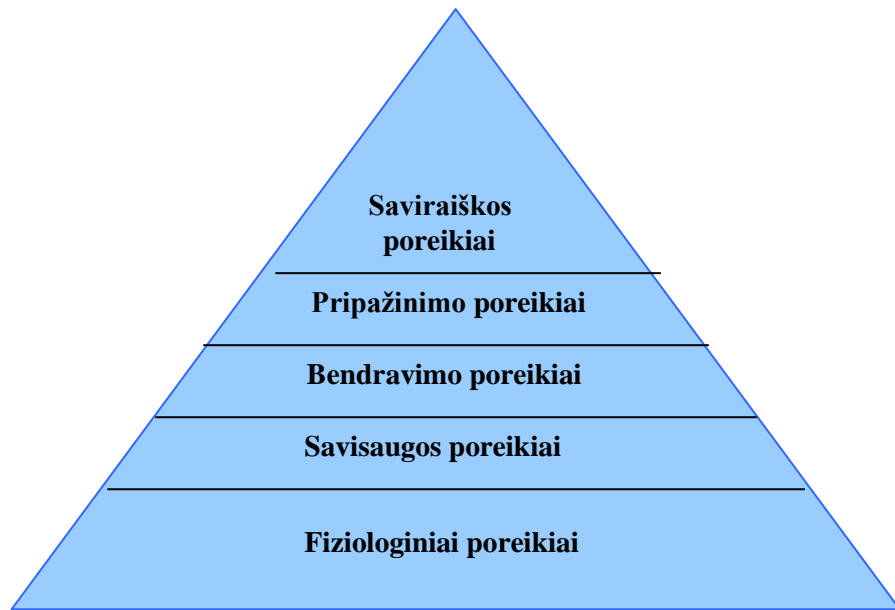 Saviraiškos
poreikiai
Pripažinimo poreikiai
Bendravimo poreikiai
Savisaugos poreikiai
Fiziologiniai poreikiai